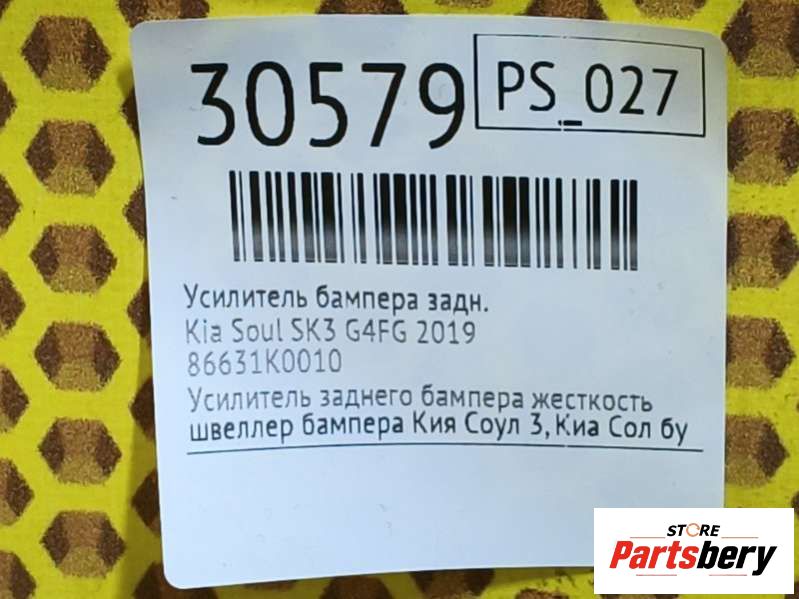 30579
PS_027
Усилитель бампера задн.
Kia Soul SK3 G4FG 2019
86631K0010
Усилитель заднего бампера жесткость
швеллер бампера Кия Соул 3, Киа Сол бу
STORE
Partsbery